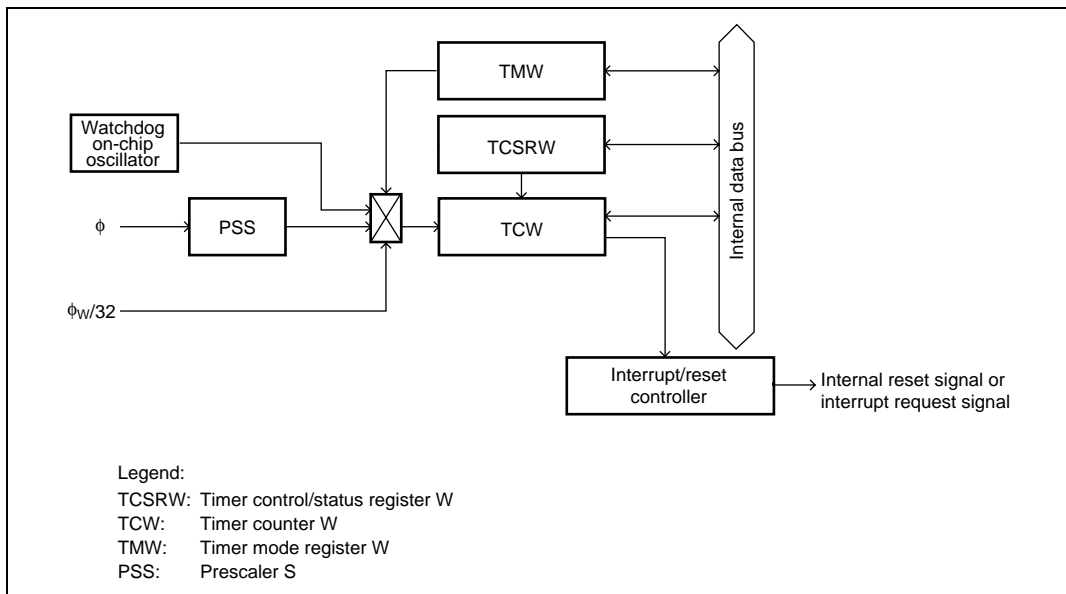 TMW
Watchdog
on-chip
oscillator
TCSRW
Internal data bus
ϕ
PSS
TCW
ϕW/32
Interrupt/reset
controller
Internal reset signal or
interrupt request signal
Legend:
TCSRW: Timer control/status register W
TCW: Timer counter W
TMW: Timer mode register W
PSS: Prescaler S